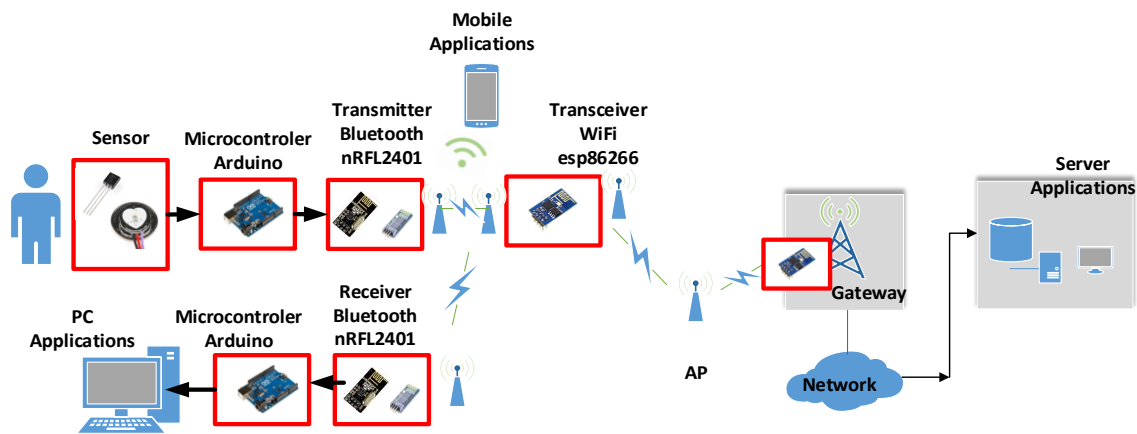 Mobile
Applications
Sensor
Microcontroler
Arduino
Transmitter
Bluetooth
nRFL2401
Transceiver
WiFi
esp86266
Server
Applications
Gateway
PC
Applications
Microcontroler
Arduino
Receiver
Bluetooth
nRFL2401
AP
Network